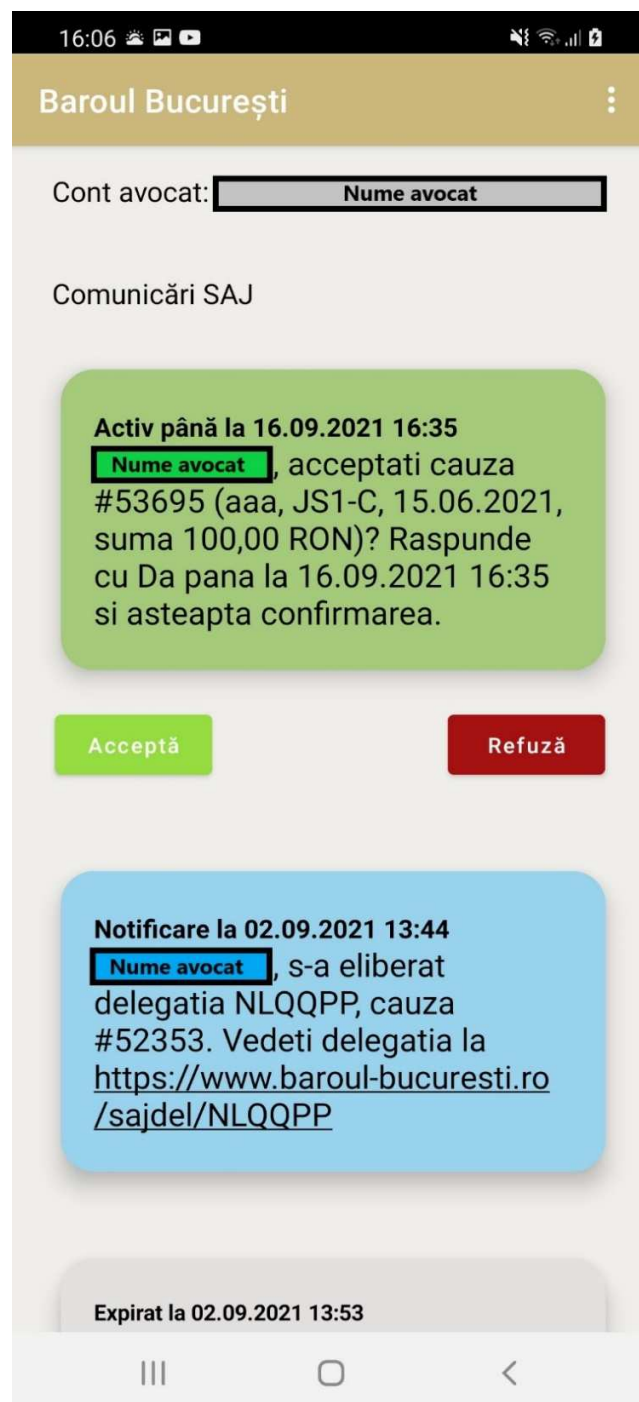 16:06
Baroul București
Cont avocat: Nume avocat
Comunicări SAJ
Activ până la 16.09.2021 16:35
Nume avocat, acceptati cauza
#53695 (aaa, JS1-C, 15.06.2021,
suma 100,00 RON)? Raspunde
cu Da pana la 16.09.2021 16:35
si asteapta confirmarea.
Acceptă
Refuză
Notificare la 02.09.2021 13:44
Nume avocat, s-a eliberat
delegatia NLQQPP, cauza
#52353. Vedeti delegatia la
https://www.baroul-bucuresti.ro
/sajdel/NLQQPP
Expirat la 02.09.2021 13:53